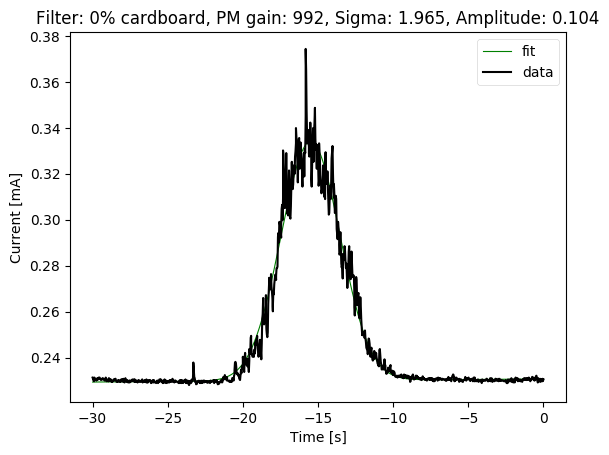 Filter: 0% cardboard, PM gain: 992, Sigma: 1.965, Amplitude: 0.104
fit
data
Current [mA]
0.38
0.36
0.34
0.32
0.30
0.28
0.26
0.24
−30 −25 −20 −15 −10 −5 0
Time [s]